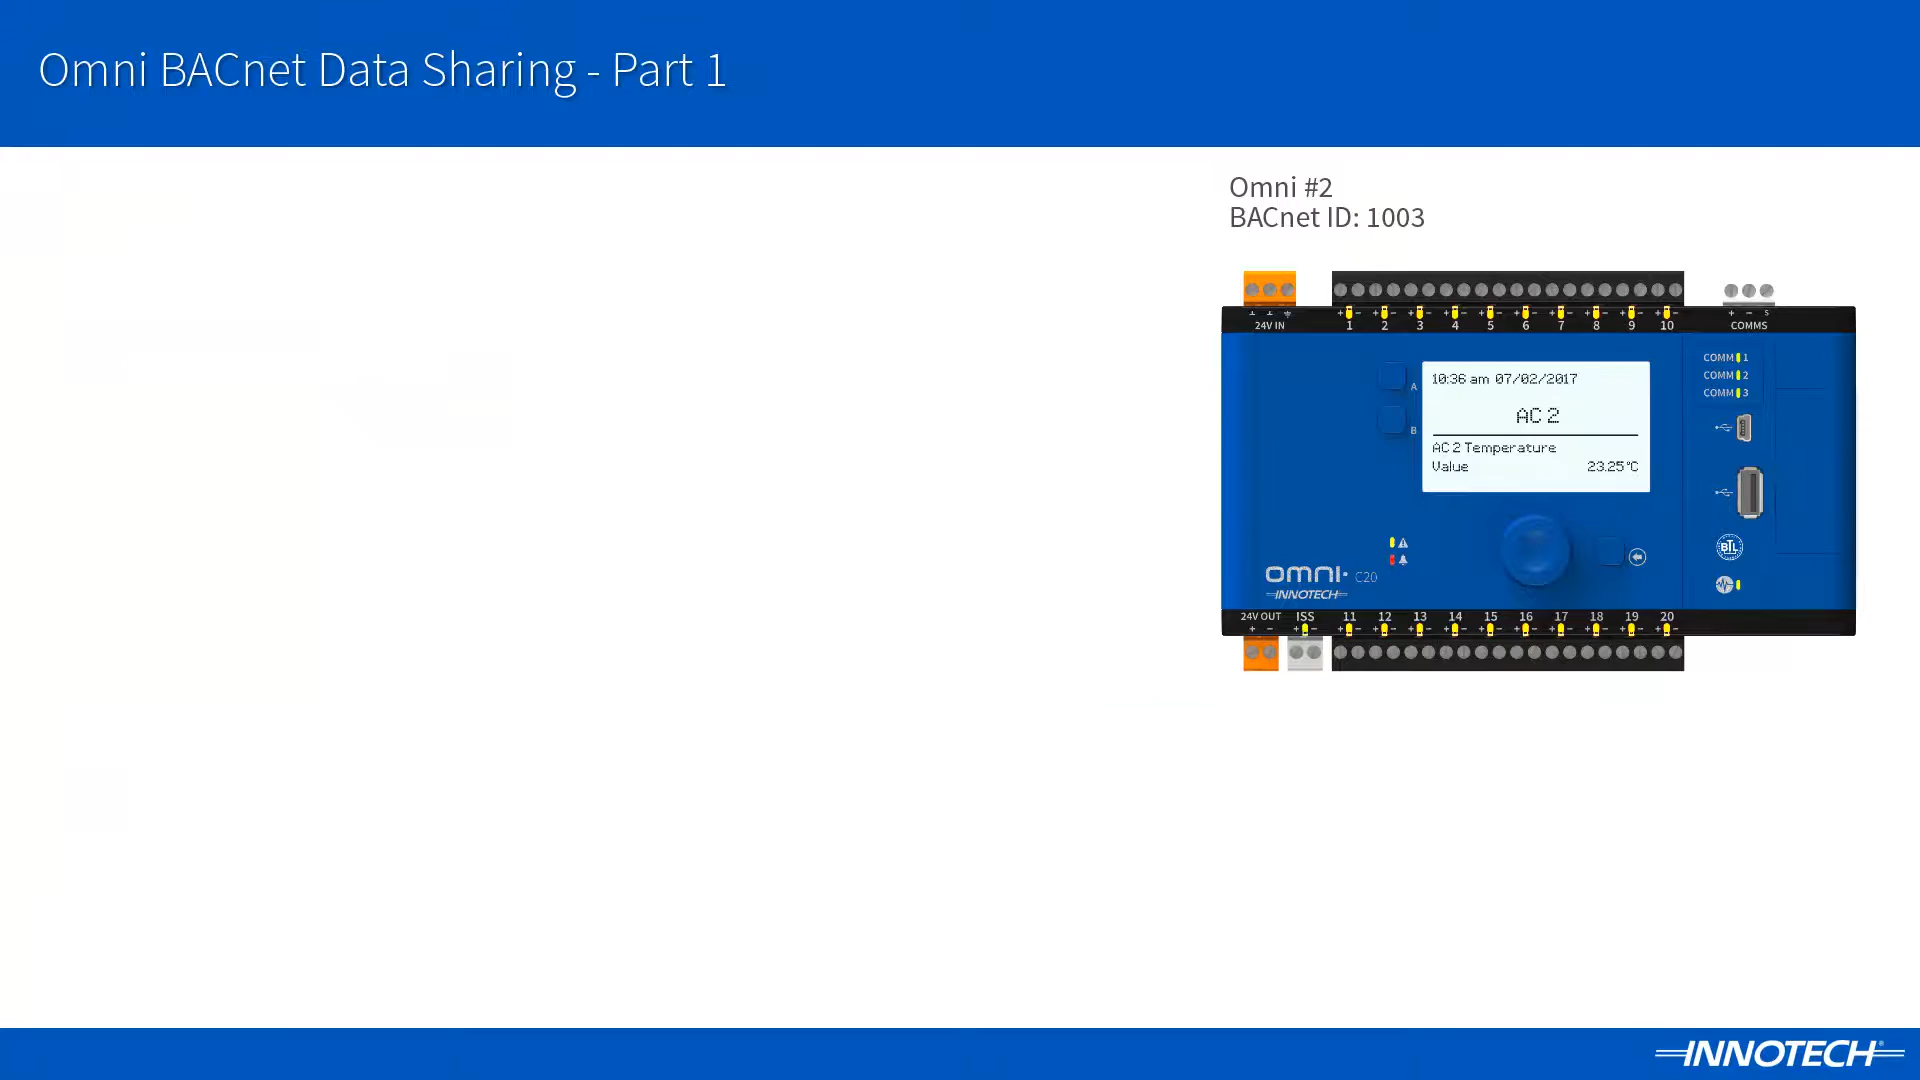 Omni BACnet Data Sharing - Part 1
Omni #2
BACnet ID: 1003
+ - + - + - + - + - + - + - + - + - + - + - S
24V IN 1 2 3 4 5 6 7 8 9 10 COMMS
COMM 1
COMM 2
COMM 3
A
B
10:36 am 07/02/2017
AC 2
AC 2 Temperature
Value 23.25°C
BTL
omni C20
INNOTECH
24V OUT ISS 11 12 13 14 15 16 17 18 19 20
+ - + - + - + - + - + - + - + - + - + - + - + -
INNOTECH®